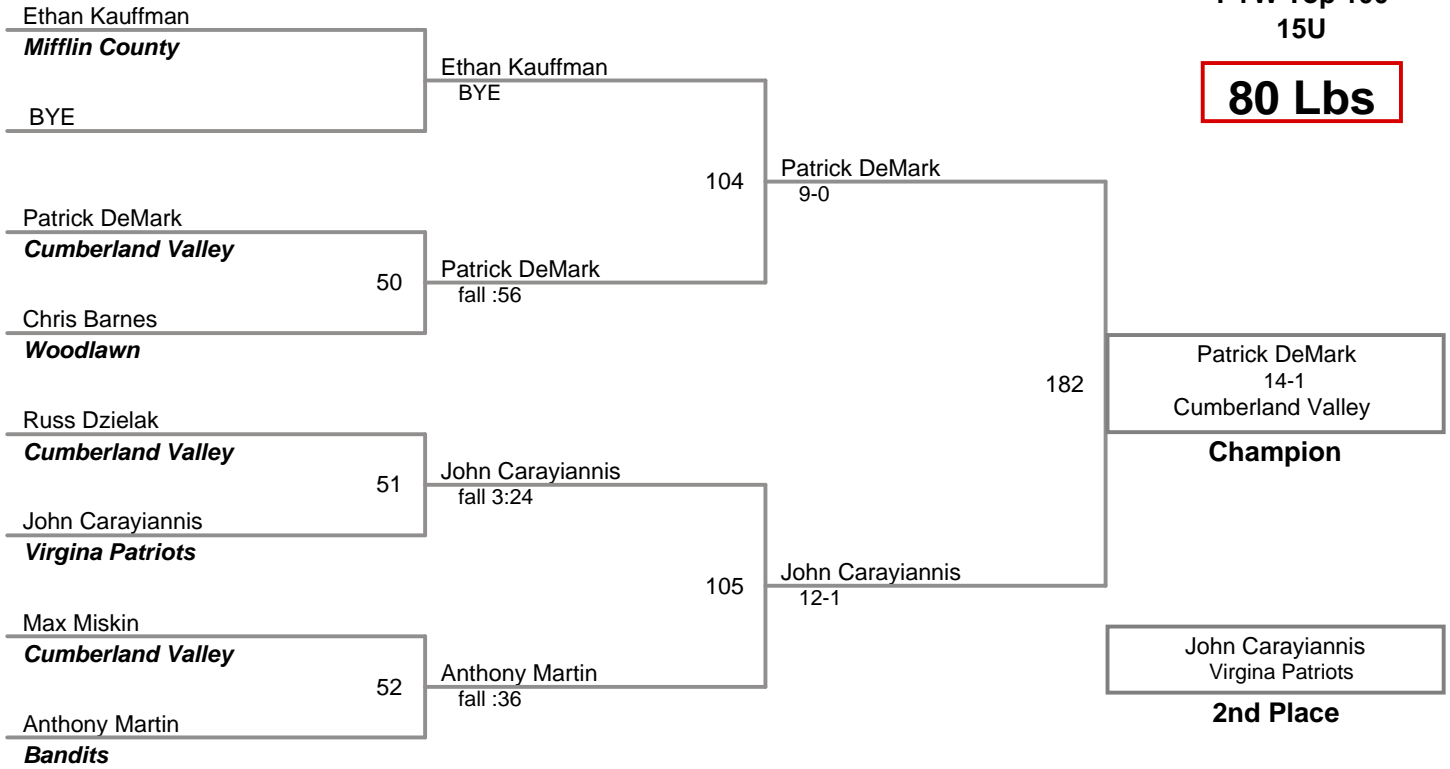 15U
80 Lbs
Ethan Kauffman
Mifflin County
BYE
Ethan Kauffman
BYE
Patrick DeMark
Cumberland Valley
50
Chris Barnes
Woodlawn
Patrick DeMark
fall :56
104
Patrick DeMark
9-0
Russ Dzielak
Cumberland Valley
51
John Carayiannis
Virgina Patriots
John Carayiannis
fall 3:24
Max Miskin
Cumberland Valley
52
Anthony Martin
Bandits
Anthony Martin
fall :36
105
John Carayiannis
12-1
182
Patrick DeMark
14-1
Cumberland Valley
Champion
John Carayiannis
Virgina Patriots
2nd Place